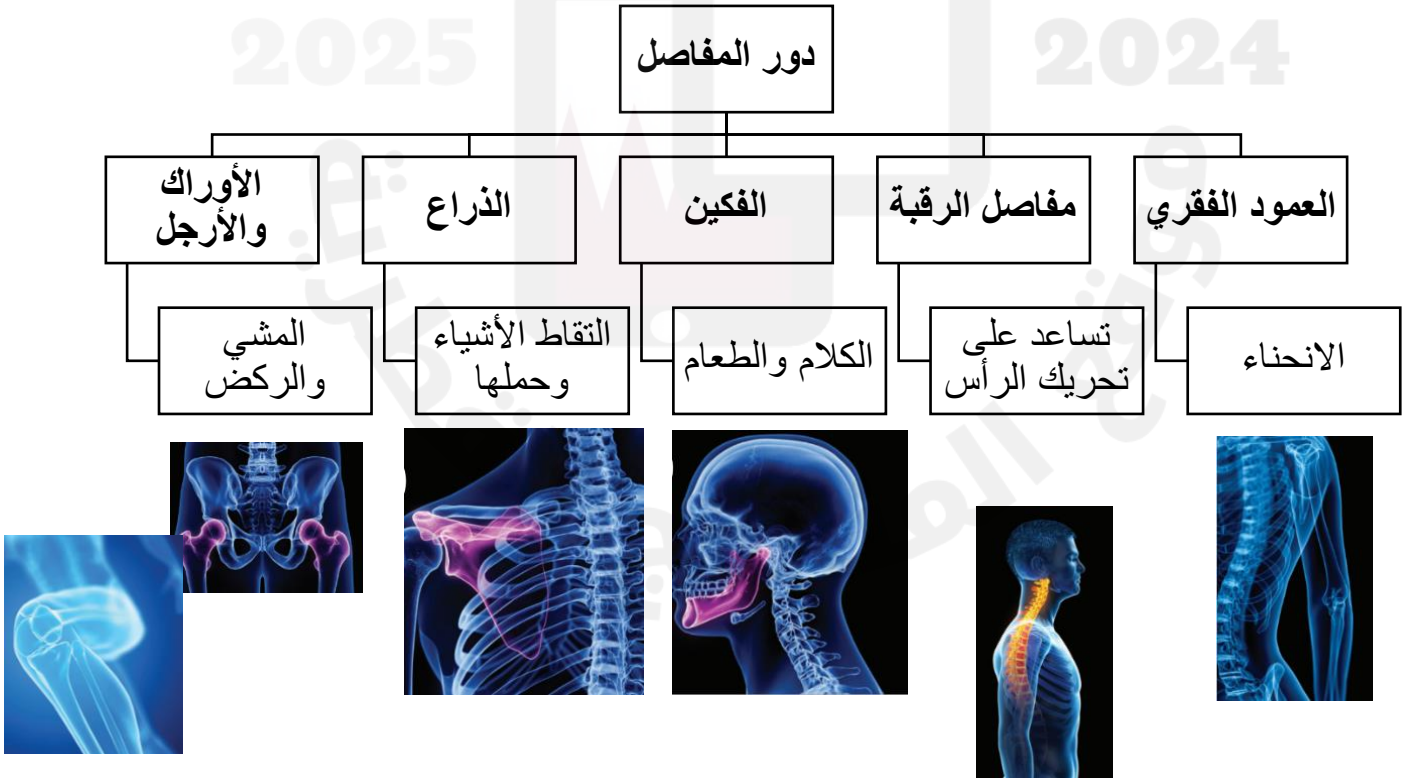 2025
2024
دور المفاصل
العمود الفقري
مفاصل الرقبة
الفكين
الذراع
الأوراك
والأرجل
الانحناء
تساعد على
تحريك الرأس
الكلام والطعام
التقاط الأشياء
وحملها
المشي
والركض